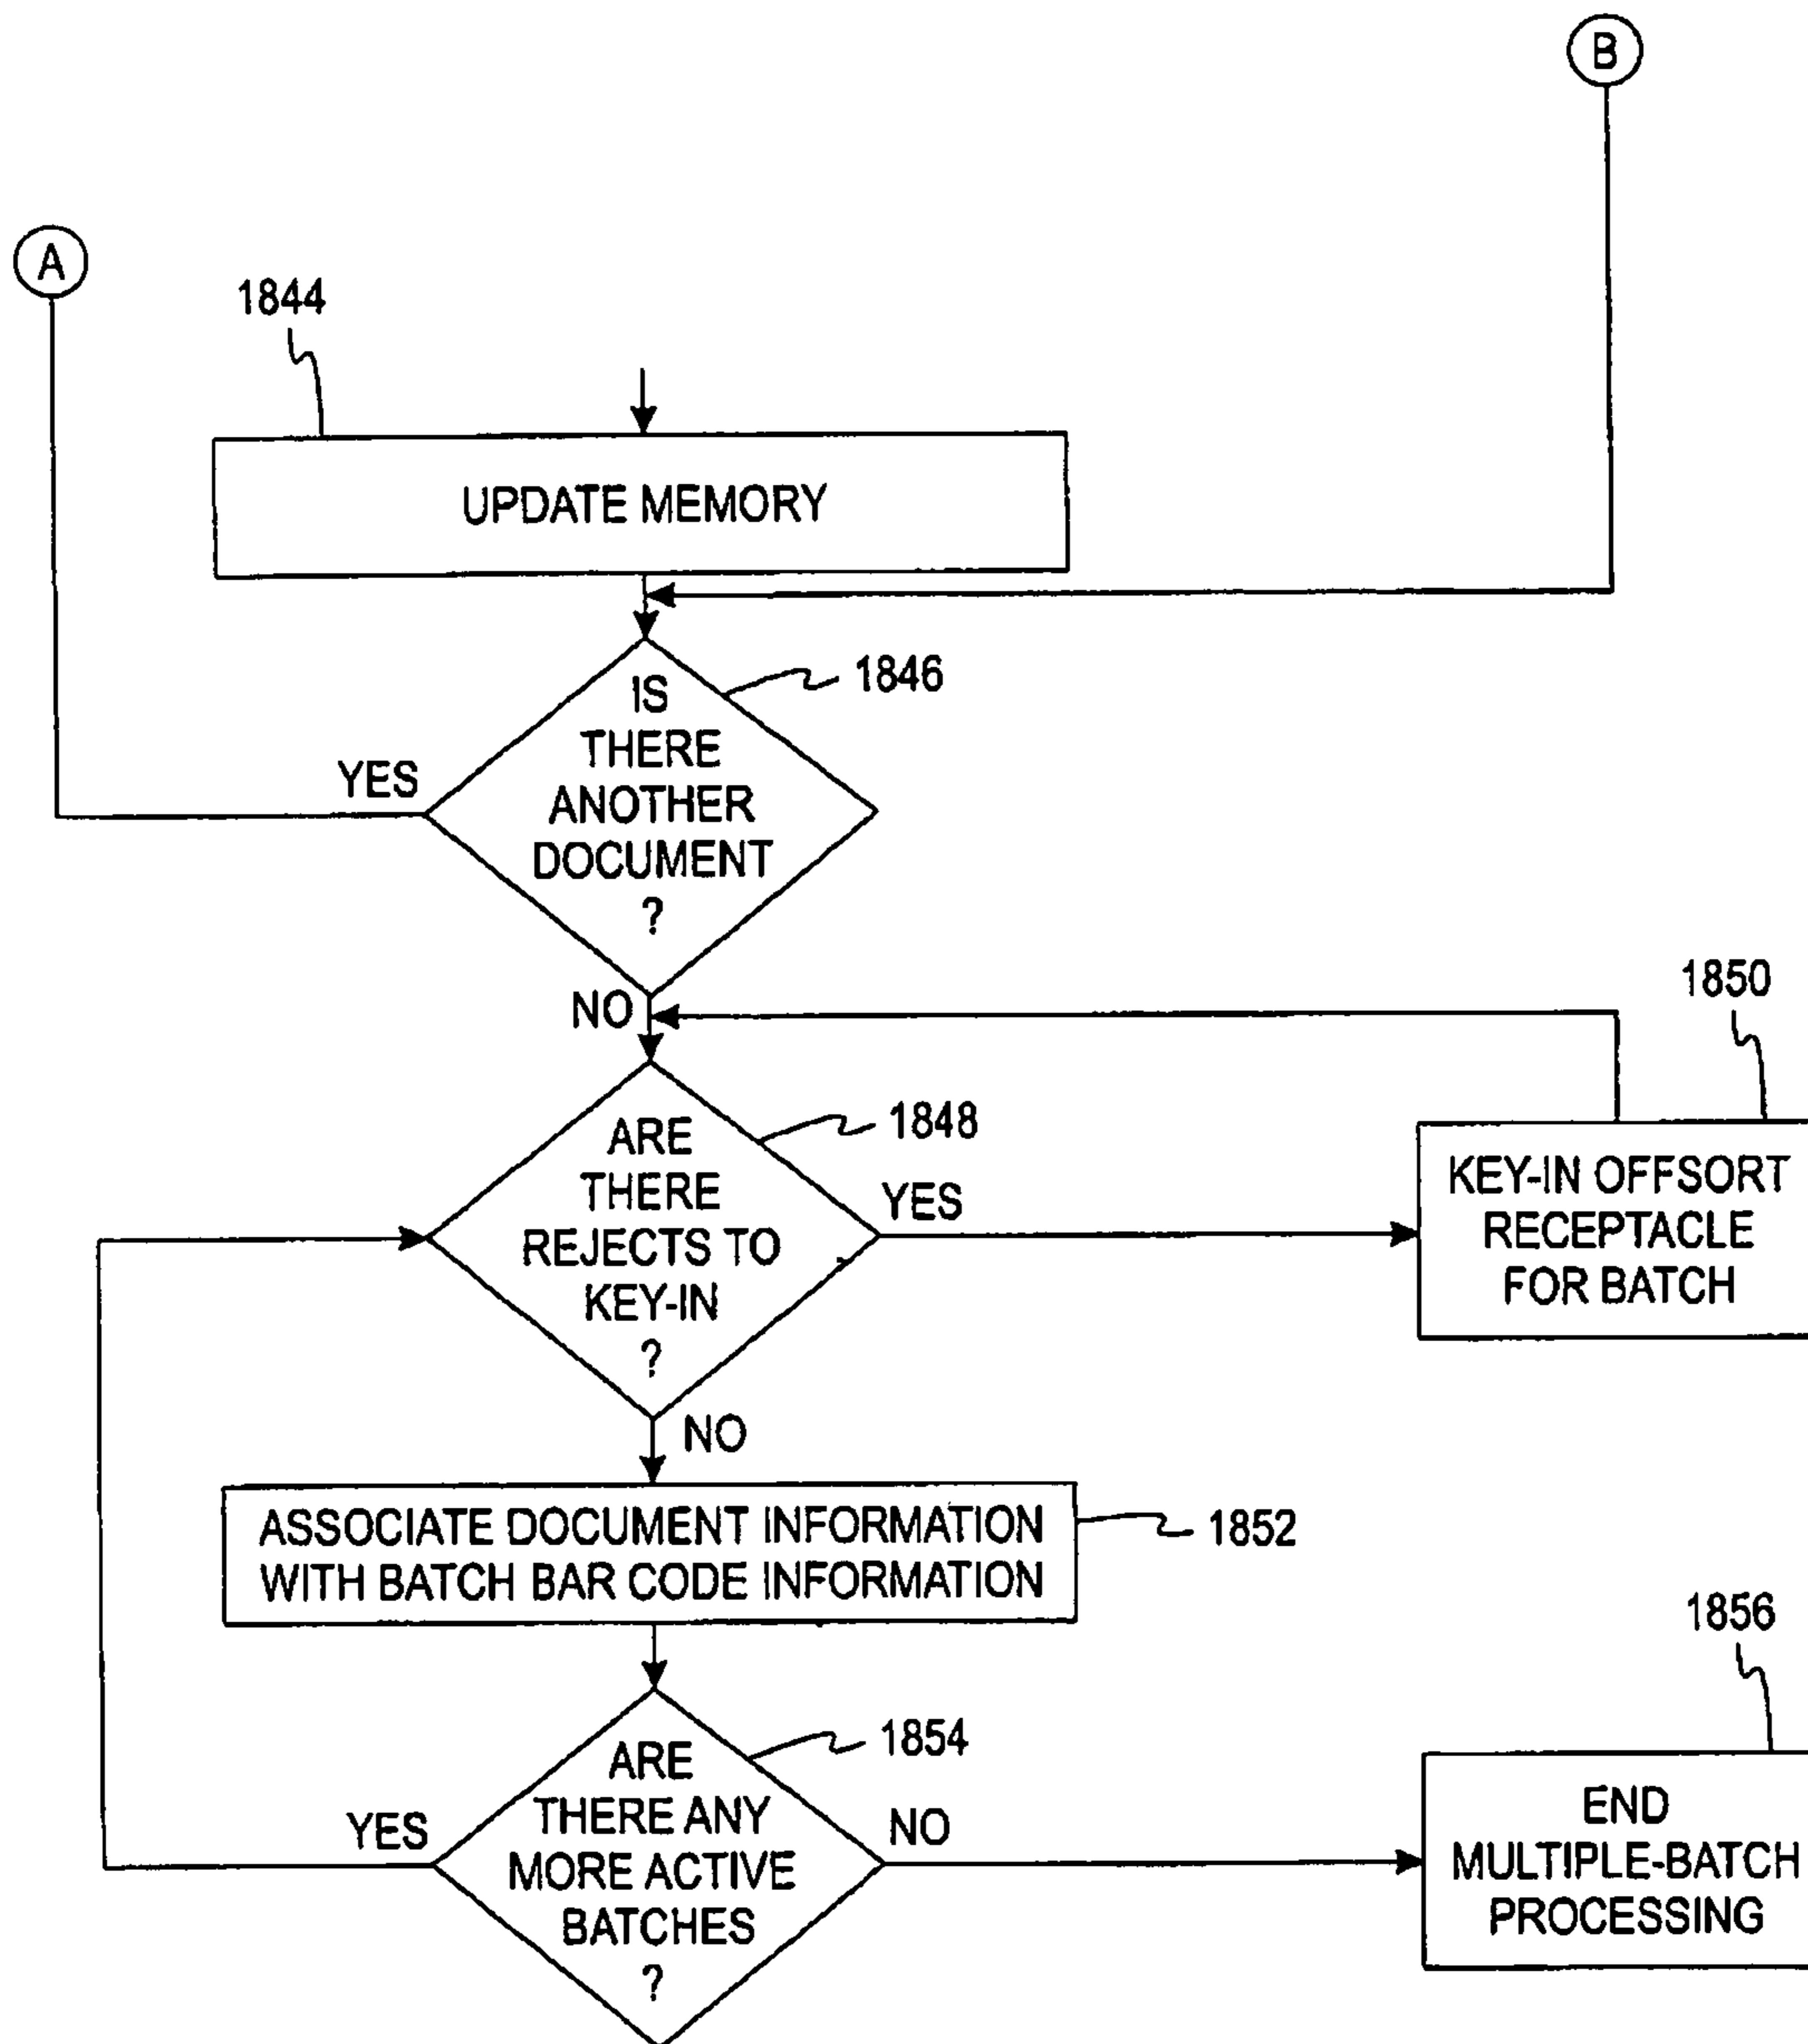 B
A
1844
UPDATE MEMORY
1846
IS
THERE
ANOTHER
DOCUMENT
?
YES
NO
1850
1848
ARE
THERE
REJECTS TO
KEY-IN
?
YES
KEY-IN OFFSORT
RECEPTACLE
FOR BATCH
NO
ASSOCIATE DOCUMENT INFORMATION
WITH BATCH BAR CODE INFORMATION
1852
1856
1854
ARE
THERE ANY
MORE ACTIVE
BATCHES
?
YES
NO
END
MULTIPLE-BATCH
PROCESSING